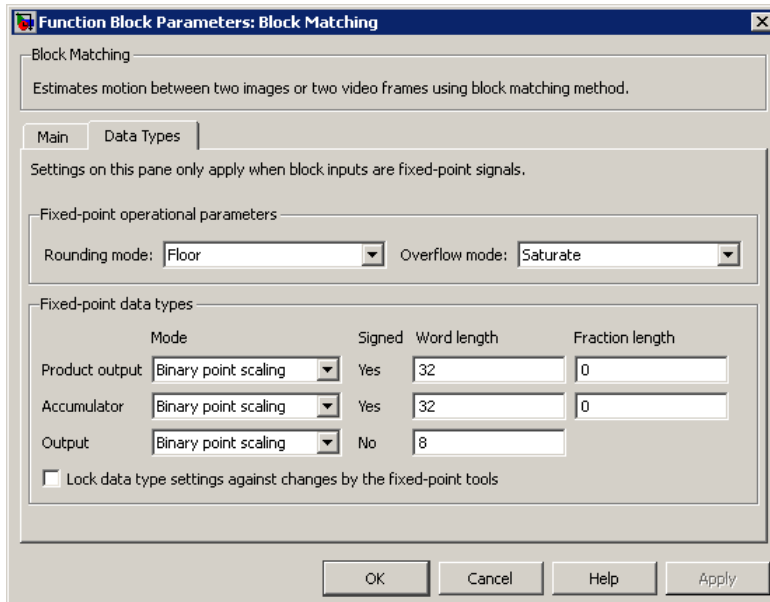 Function Block Parameters: Block Matching
Block Matching
Estimates motion between two images or two video frames using block matching method.
Main Data Types
Settings on this pane only apply when block inputs are fixed-point signals.
Fixed-point operational parameters
Rounding mode: Floor Overflow mode: Saturate
Fixed-point data types
Mode Signed Word length Fraction length
Product output Binary point scaling Yes 32 0
Accumulator Binary point scaling Yes 32 0
Output Binary point scaling No 8
Lock data type settings against changes by the fixed-point tools
OK Cancel Help Apply